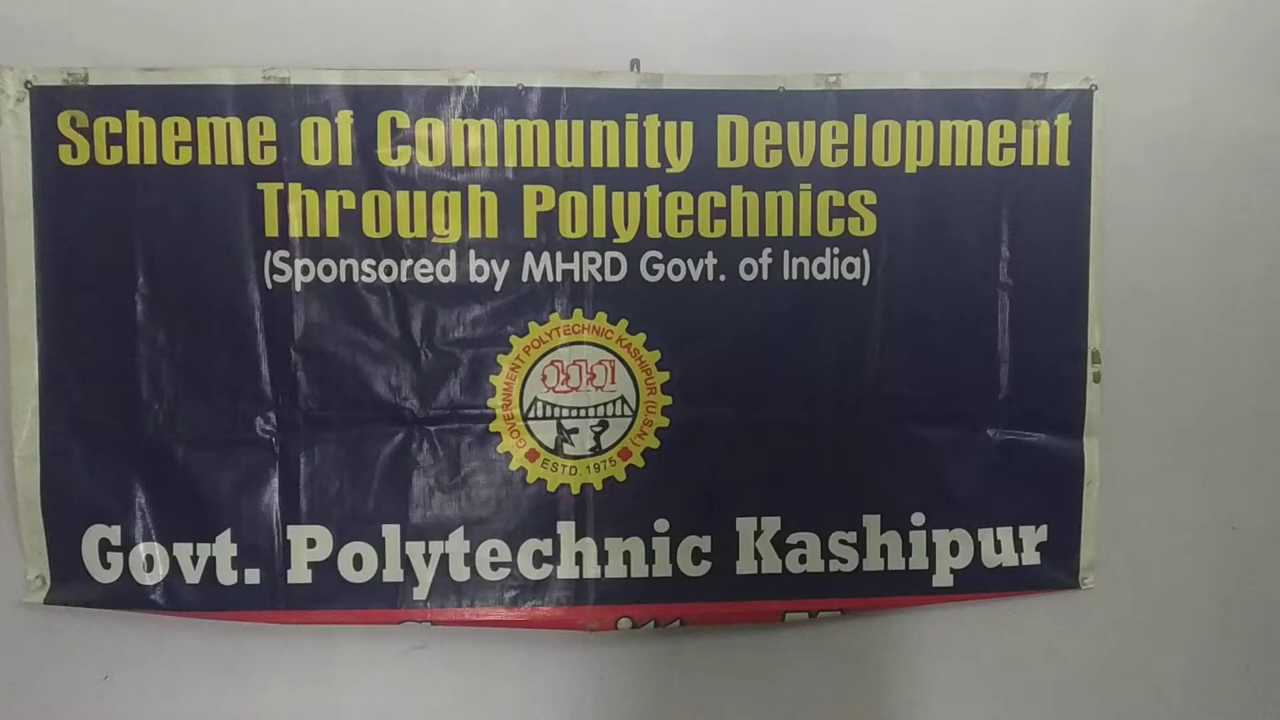 Scheme of Community Development
Through Polytechnics
(Sponsored by MHRD Govt. of India)
GOVERNMENT POLYTECHNIC KASHIPUR (U.S.N.)
ESTD. 1975
Govt. Polytechnic Kashipur